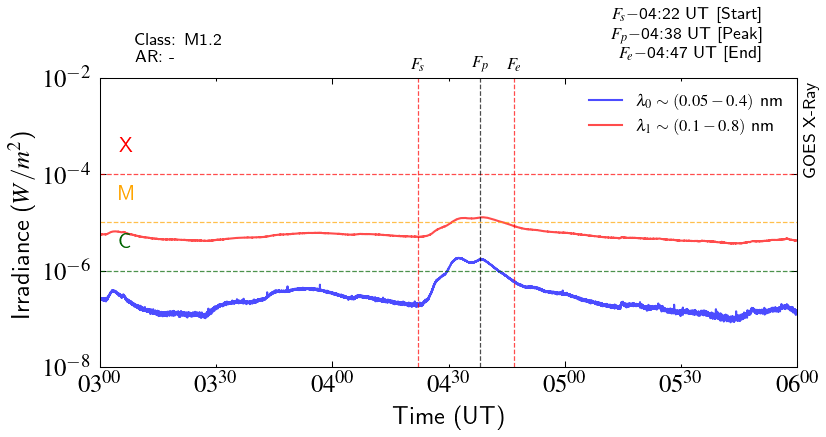 Fs−04:22 UT [Start]
Fp−04:38 UT [Peak]
Fe−04:47 UT [End]
Class: M1.2
AR: -
Fs Fp Fe
10−2
10−4
10−6
10−8
Irradiance (W/m2)
X
M
C
λ0 ∼ (0.05 − 0.4) nm
λ1 ∼ (0.1 − 0.8) nm
GOES X-Ray
0300 0330 0400 0430 0500 0530 0600
Time (UT)